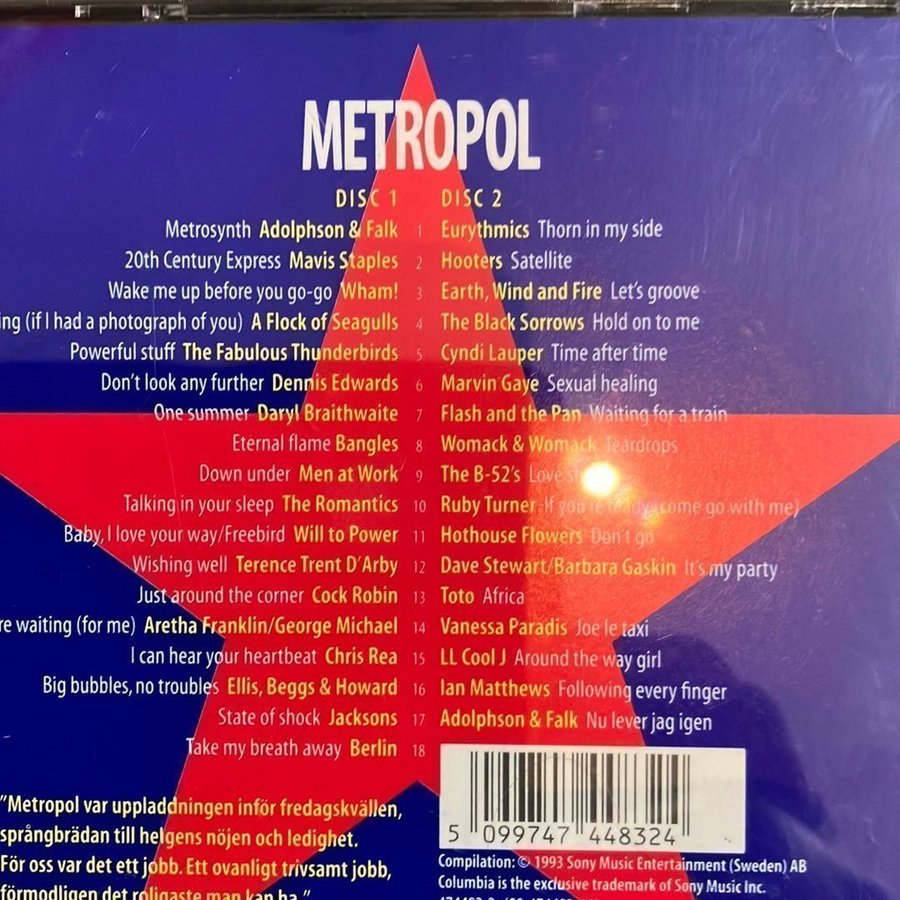 METROPOL
DISC 1
Metrosynth Adolphson & Falk 1
20th Century Express Mavis Staples 2
Wake me up before you go-go Wham! 3
ing (if I had a photograph of you) A Flock of Seagulls 4
Powerful stuff The Fabulous Thunderbirds 5
Don't look any further Dennis Edwards 6
One summer Daryl Braithwaite 7
Eternal flame Bangles 8
Down under Men at Work 9
Talking in your sleep The Romantics 10
Baby, I love your way/Freebird Will to Power 11
Wishing well Terence Trent D'Arby 12
Just around the corner Cock Robin 13
re waiting (for me) Aretha Franklin/George Michael 14
I can hear your heartbeat Chris Rea 15
Big bubbles, no troubles Ellis, Beggs & Howard 16
State of shock Jacksons 17
Take my breath away Berlin 18
DISC 2
Eurythmics Thorn in my side
Hooters Satellite
Earth, Wind and Fire Let's groove
The Black Sorrows Hold on to me
Cyndi Lauper Time after time
Marvin Gaye Sexual healing
Flash and the Pan Waiting for a train
Womack & Womack Teardrops
The B-52's Love
Ruby Turner If you're ready (come go with me)
Hothouse Flowers Don't go
Dave Stewart/Barbara Gaskin It's my party
Toto Africa
Vanessa Paradis Joe le taxi
LL Cool J Around the way girl
Ian Matthews Following every finger
Adolphson & Falk Nu lever jag igen
"Metropol var uppladdningen inför fredagskvällen,
språngbrädan till helgens nöjen och ledighet.
För oss var det ett jobb. Ett ovanligt trivsamt jobb,
förmodligen det roligaste man kan ha."
5 099747 448324
Compilation: © 1993 Sony Music Entertainment (Sweden) AB
Columbia is the exclusive trademark of Sony Music Inc.